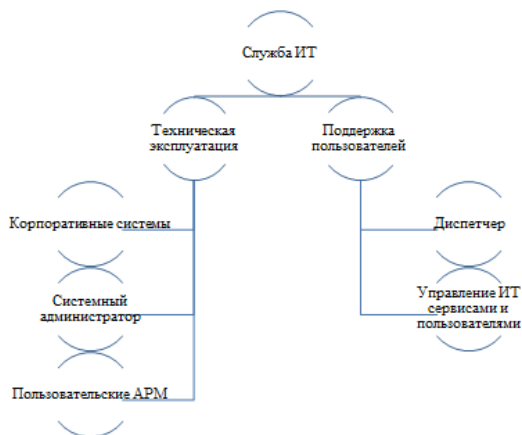 Служба ИТ
Техническая
эксплуатация
Поддержка
пользователей
Корпоративные системы
Системный
администратор
Пользовательские АРМ
Диспетчер
Управление ИТ
сервисами и
пользователями